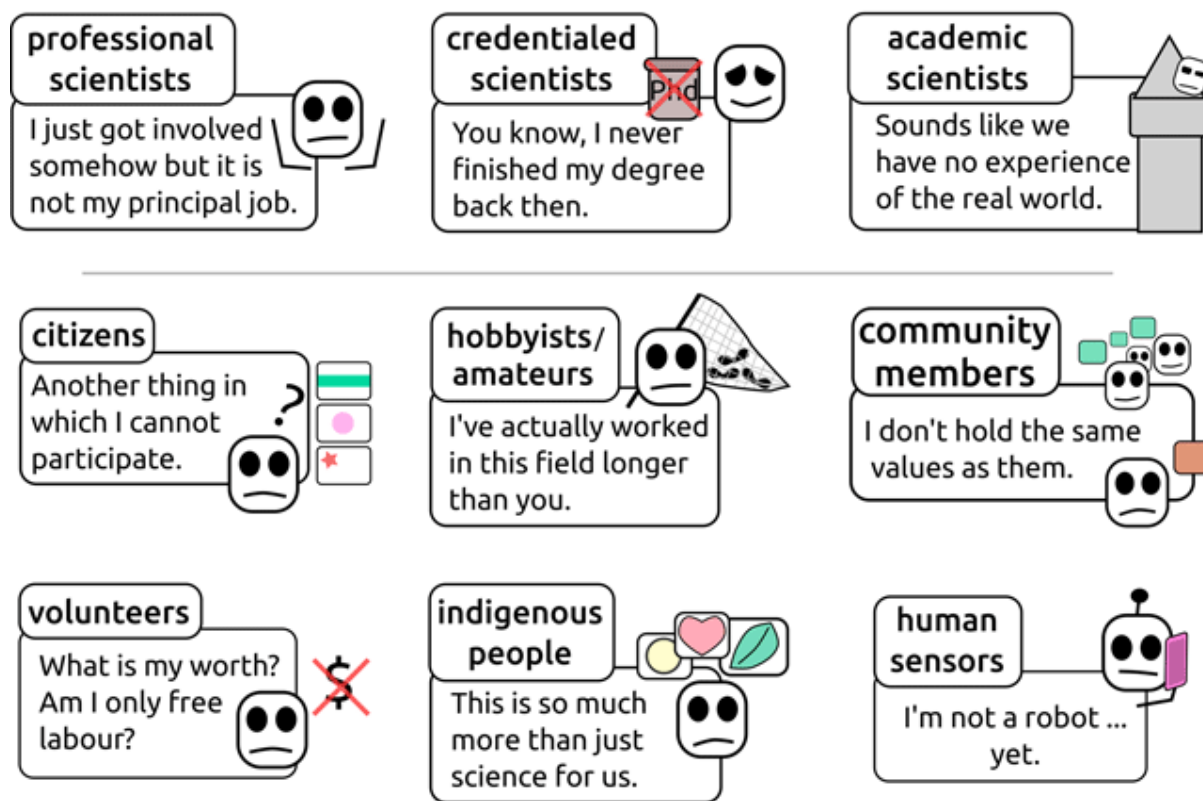 professional
scientists
I just got involved
somehow but it is
not my principal job.
credentialed
scientists
Phd
You know, I never
finished my degree
back then.
academic
scientists
Sounds like we
have no experience
of the real world.
citizens
Another thing in
which I cannot
participate.
?
hobbyists/
amateurs
I've actually worked
in this field longer
than you.
community
members
I don't hold the same
values as them.
volunteers
What is my worth?
Am I only free
labour?
$
indigenous
people
This is so much
more than just
science for us.
human
sensors
I'm not a robot ...
yet.